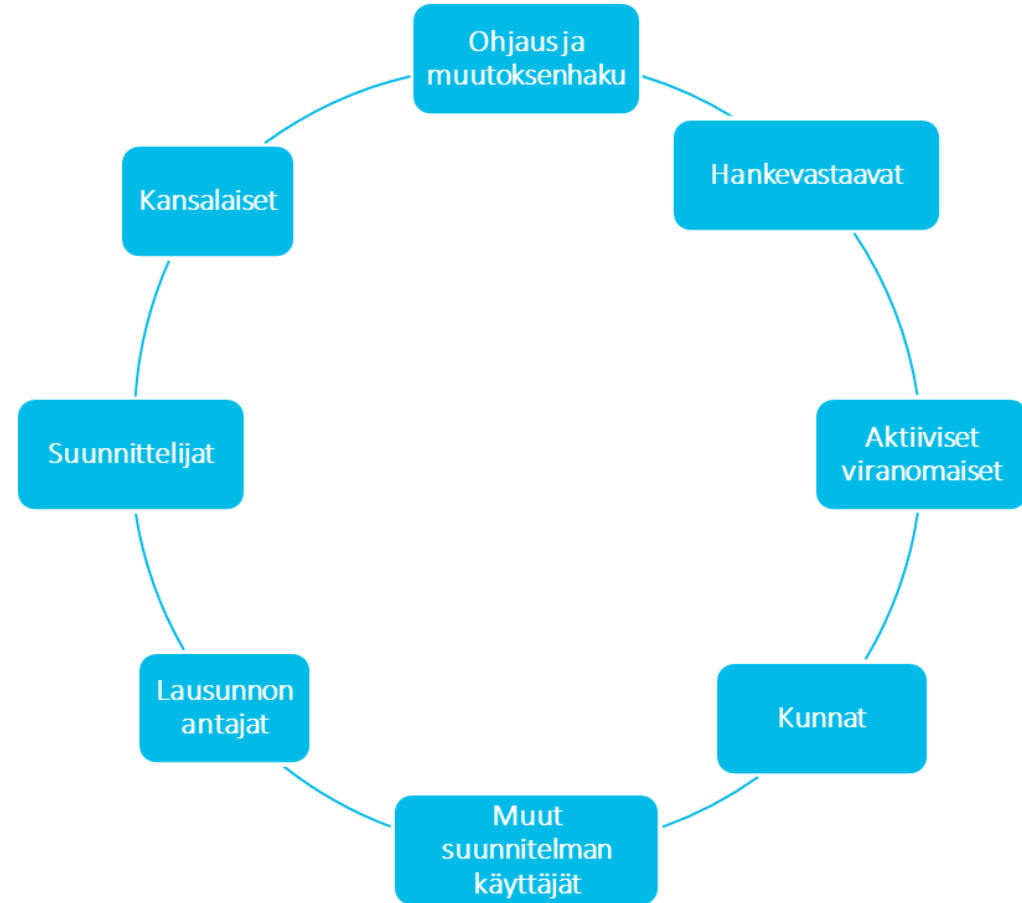 Ohjaus ja
muutoksenhaku
Hankevastaavat
Aktiiviset
viranomaiset
Kunnat
Muut
suunnitelman
käyttäjät
Lausunnon
antajat
Suunnittelijat
Kansalaiset